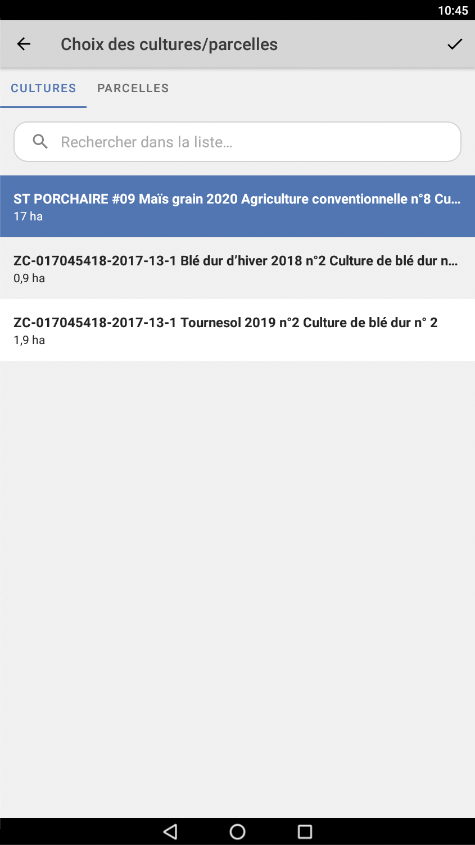 10:45
Choix des cultures/parcelles
CULTURES PARCELLES
Rechercher dans la liste…
ST PORCHAIRE #09 Maïs grain 2020 Agriculture conventionnelle n°8 Cu…
17 ha
ZC-017045418-2017-13-1 Blé dur d’hiver 2018 n°2 Culture de blé dur n…
0,9 ha
ZC-017045418-2017-13-1 Tournesol 2019 n°2 Culture de blé dur n° 2
1,9 ha